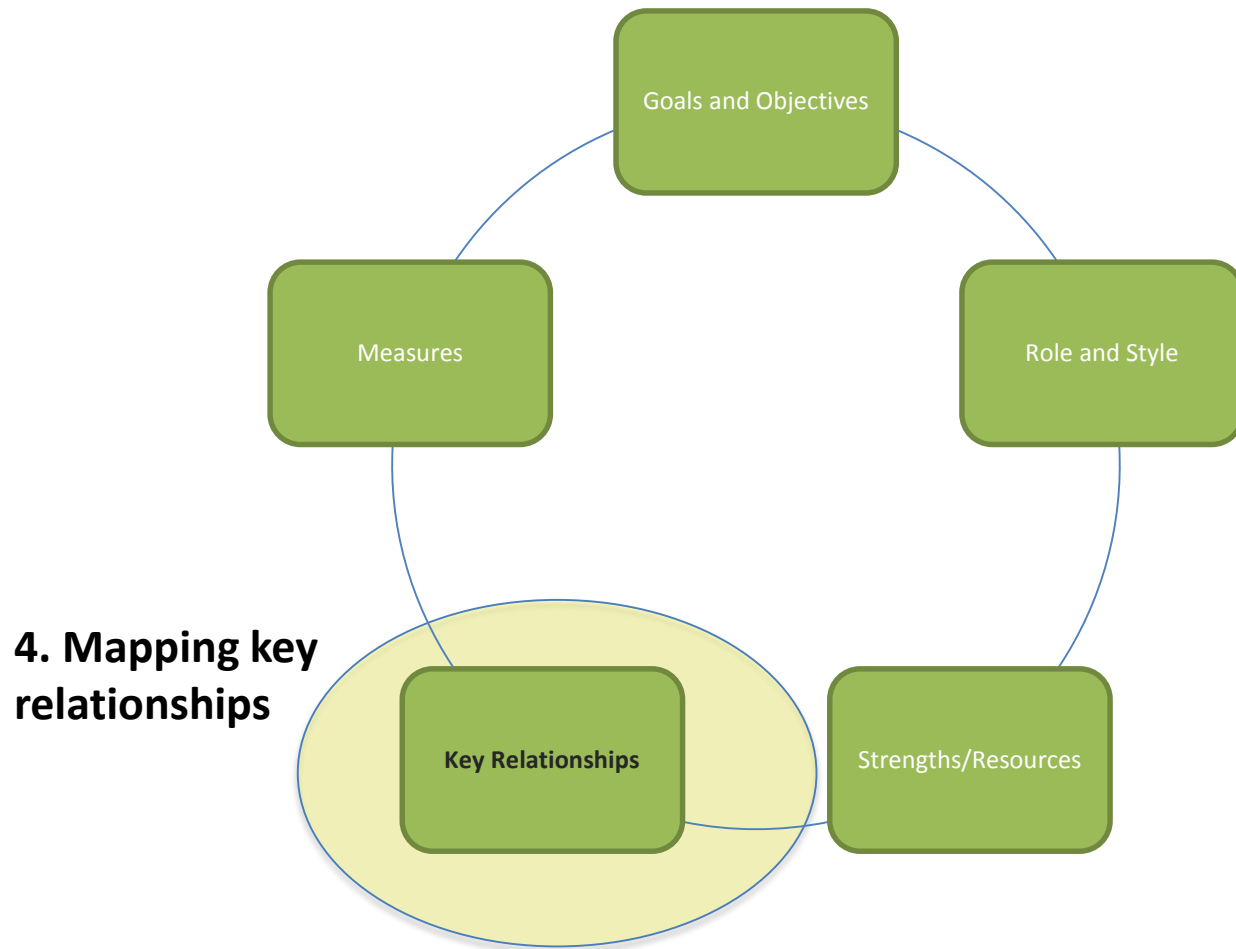 Goals and Objectives
Measures
Role and Style
4. Mapping key
relationships
Key Relationships
Strengths/Resources